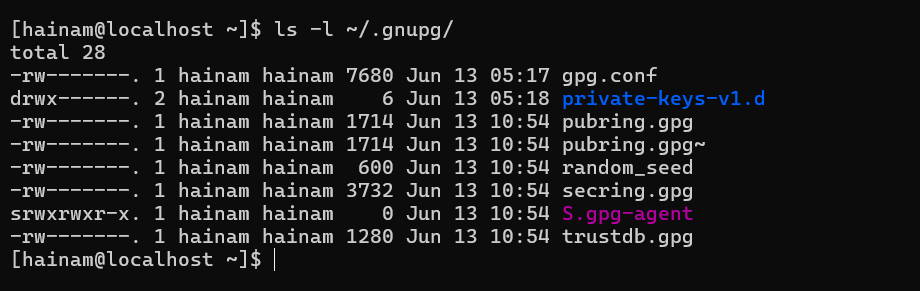 [hainam@localhost ~]$ ls -l ~/.gnupg/
total 28
-rw-------. 1 hainam hainam 7680 Jun 13 05:17 gpg.conf
drwx------. 2 hainam hainam    6 Jun 13 05:18 private-keys-v1.d
-rw-------. 1 hainam hainam 1714 Jun 13 10:54 pubring.gpg
-rw-------. 1 hainam hainam 1714 Jun 13 10:54 pubring.gpg~
-rw-------. 1 hainam hainam  600 Jun 13 10:54 random_seed
-rw-------. 1 hainam hainam 3732 Jun 13 10:54 secring.gpg
srwxrwxr-x. 1 hainam hainam    0 Jun 13 10:54 S.gpg-agent
-rw-------. 1 hainam hainam 1280 Jun 13 10:54 trustdb.gpg
[hainam@localhost ~]$